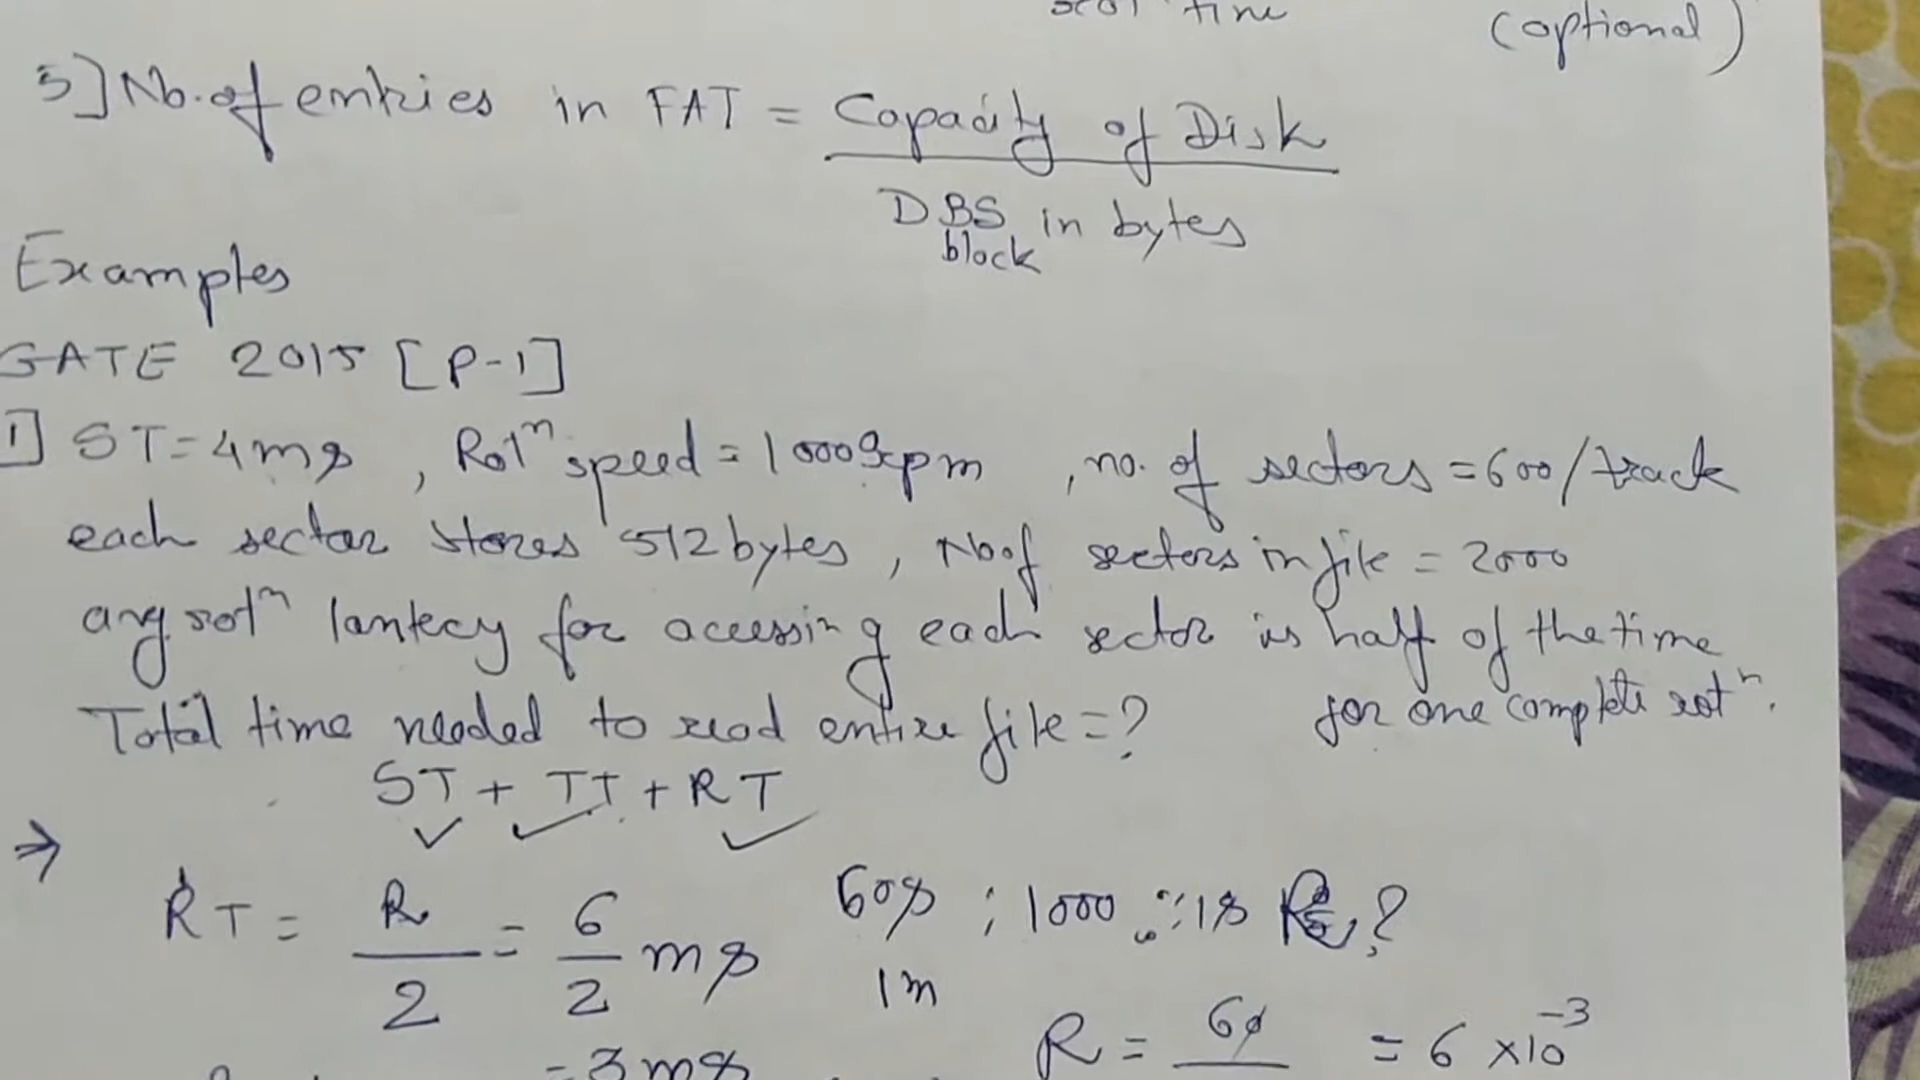 (optional)
5] No. of entries in FAT = Capacity of Disk
DBS in bytes
block
Examples
GATE 2015 [P-1]
1] ST=4ms, Rotⁿ speed = 10000rpm, no. of sectors = 600/track
each sector stores 512 bytes, No of sectors in file = 2000
avg rotⁿ lantecy for accessing each sector is half of the time
for one complete rotⁿ.
Total time needed to read entire file = ?
ST + TT + RT
⇒
RT = R/2 = 6/2 ms
60s : 1000 :: 1s
1m
R = 60 = 6 x10⁻³
= 3ms